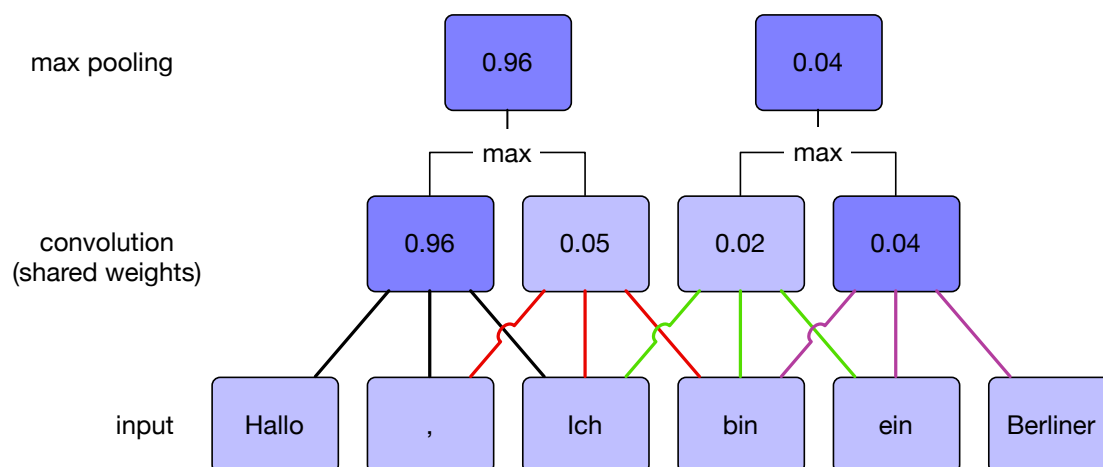 max pooling
0.96
0.04
max
max
convolution
(shared weights)
0.96
0.05
0.02
0.04
input
Hallo
,
Ich
bin
ein
Berliner